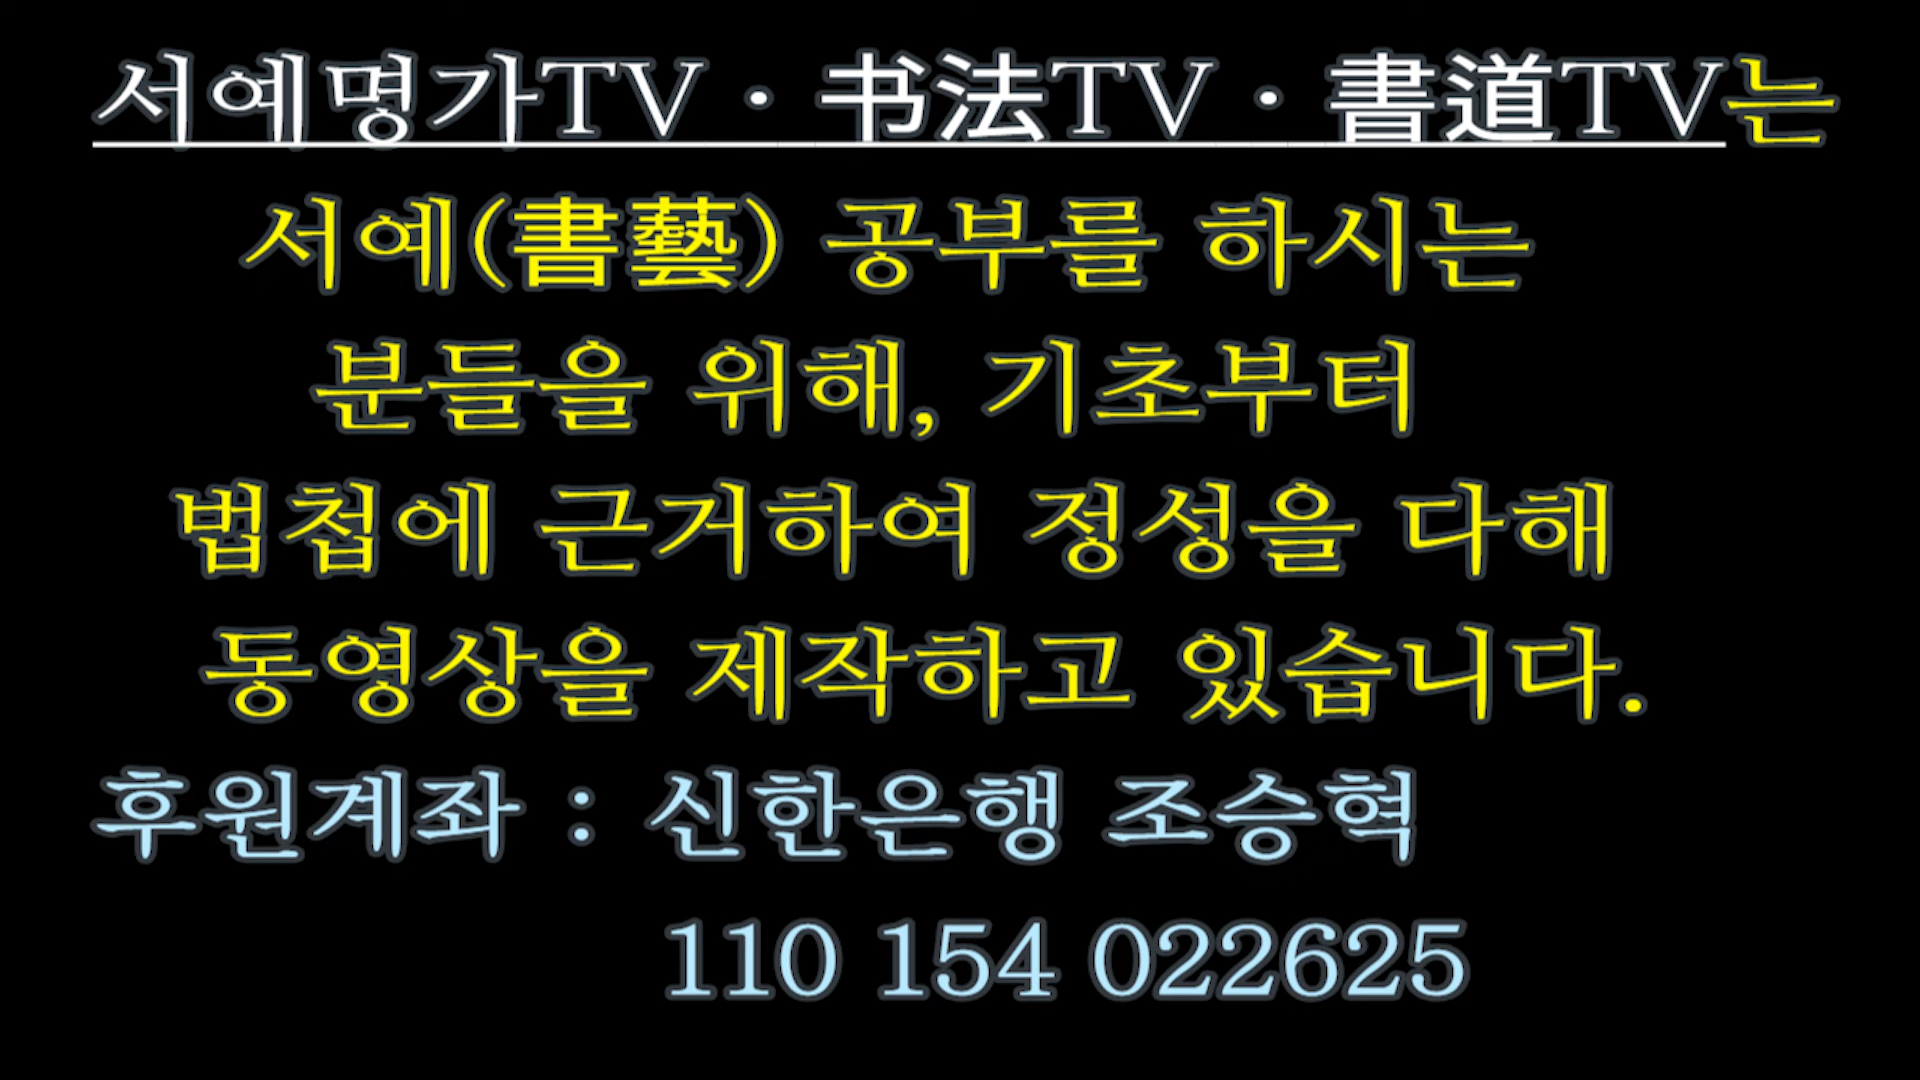 서예명가TV·书法TV·書道TV는
서예(書藝) 공부를 하시는
분들을 위해, 기초부터
법첩에 근거하여 정성을 다해
동영상을 제작하고 있습니다.
후원계좌 : 신한은행 조승혁
110 154 022625